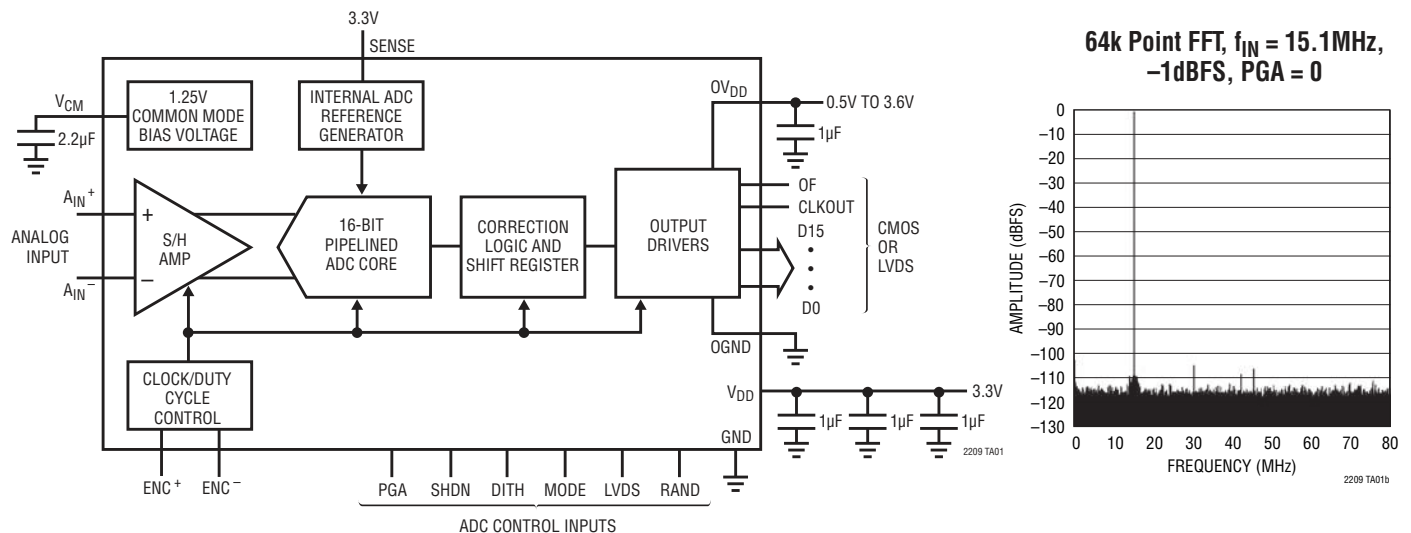 3.3V
SENSE
V_CM
2.2µF
1.25V
COMMON MODE
BIAS VOLTAGE
INTERNAL ADC
REFERENCE
GENERATOR
OV_DD
0.5V TO 3.6V
1µF
A_IN+
ANALOG
INPUT
A_IN–
+
S/H
AMP
–
16-BIT
PIPELINED
ADC CORE
CORRECTION
LOGIC AND
SHIFT REGISTER
OUTPUT
DRIVERS
OF
CLKOUT
D15
•
•
•
D0
CMOS
OR
LVDS
OGND
CLOCK/DUTY
CYCLE
CONTROL
V_DD
3.3V
1µF
1µF
1µF
GND
2209 TA01
ENC+
ENC–
PGA
SHDN
DITH
MODE
LVDS
RAND
ADC CONTROL INPUTS
64k Point FFT, f_IN = 15.1MHz,
–1dBFS, PGA = 0
AMPLITUDE (dBFS)
0
–10
–20
–30
–40
–50
–60
–70
–80
–90
–100
–110
–120
–130
0 10 20 30 40 50 60 70 80
FREQUENCY (MHz)
2209 TA01b